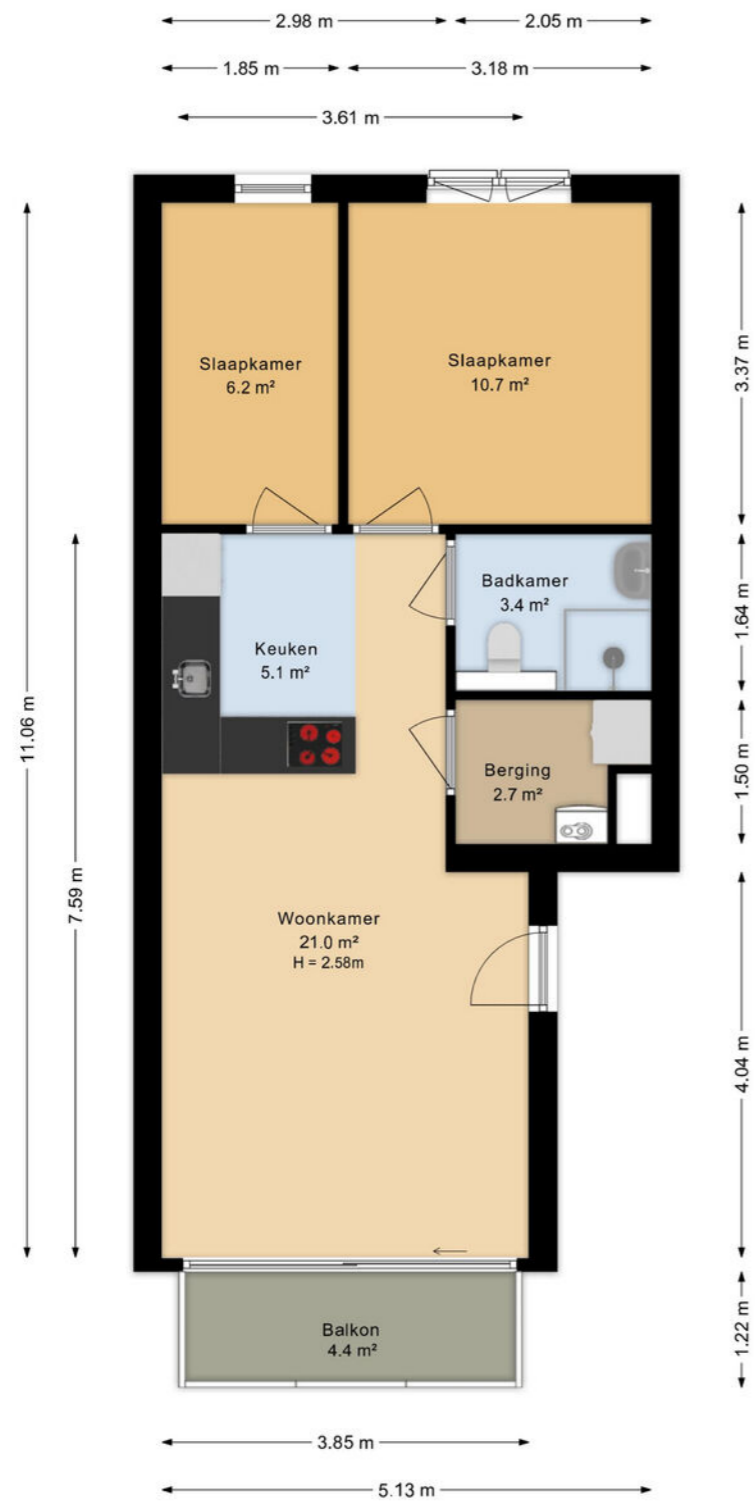 2.98 m
2.05 m
1.85 m
3.18 m
3.61 m
Slaapkamer
6.2 m²
Slaapkamer
10.7 m²
3.37 m
Badkamer
3.4 m²
1.64 m
Keuken
5.1 m²
11.06 m
Berging
2.7 m²
1.50 m
7.59 m
Woonkamer
21.0 m²
H = 2.58m
4.04 m
Balkon
4.4 m²
1.22 m
3.85 m
5.13 m